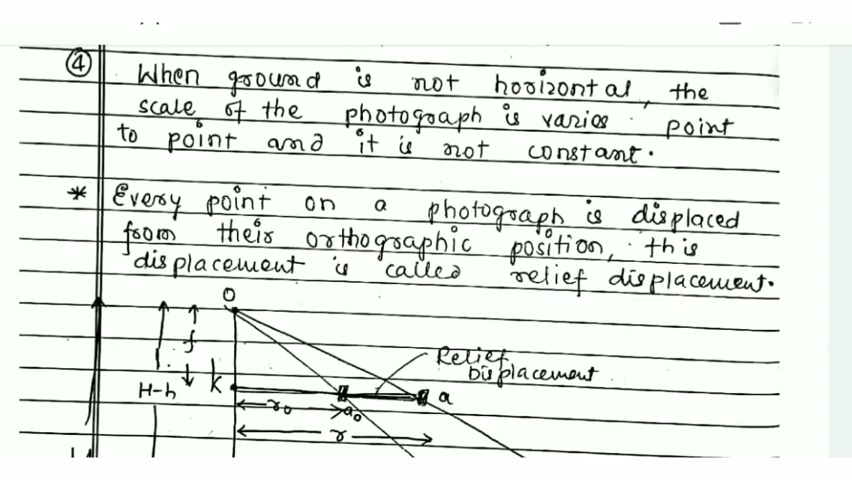 ④ When ground is not horizontal, the
scale of the photograph is varies point
to point and it is not constant.
* Every point on a photograph is displaced
from their orthographic position, this
displacement is called relief displacement.
O
f
Relief
Displacement
k
H-h
a
r₀
a₀
r